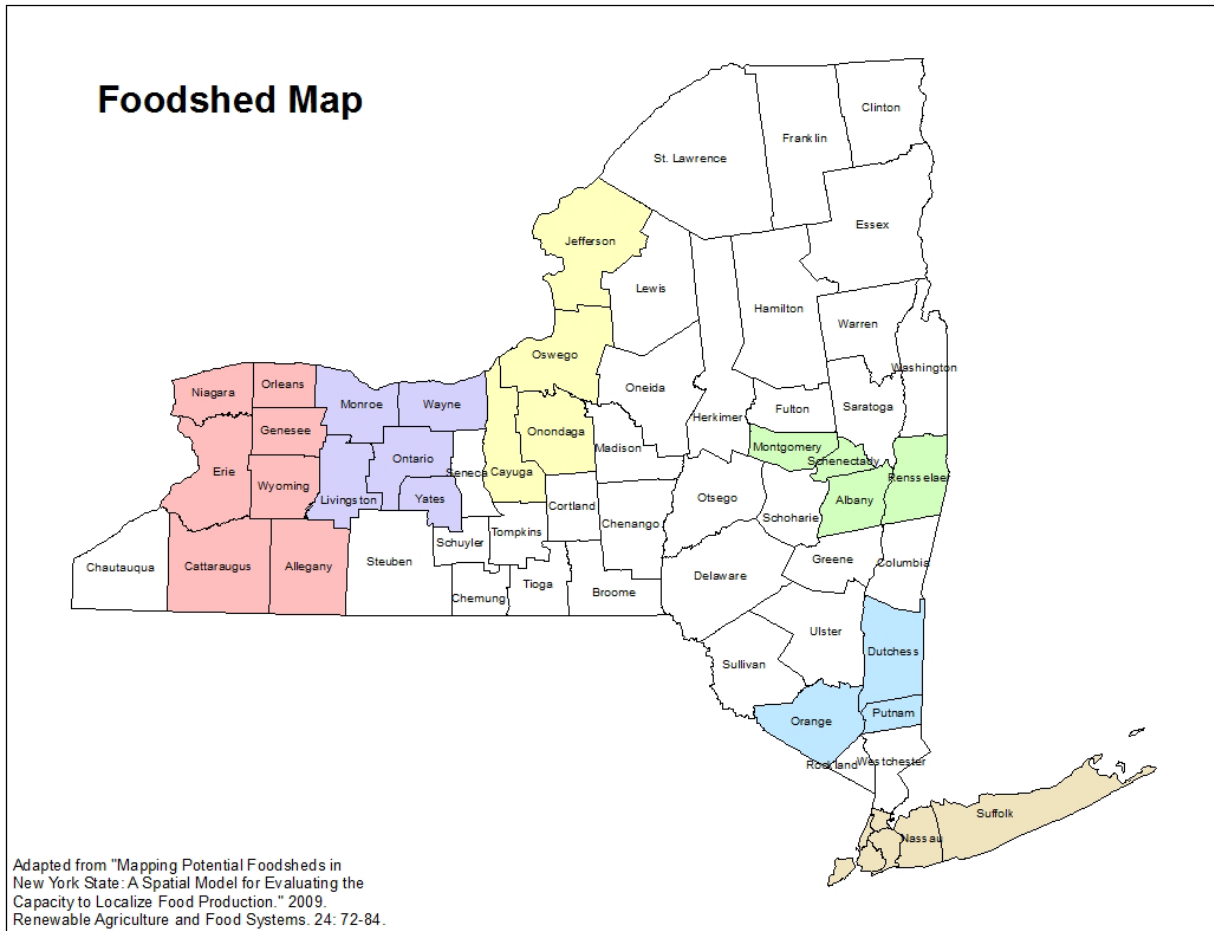 Foodshed Map
Clinton
Franklin
St. Lawrence
Essex
Jefferson
Lewis
Hamilton
Warren
Washington
Oswego
Oneida
Herkimer
Fulton
Saratoga
Niagara
Orleans
Monroe
Wayne
Genesee
Onondaga
Madison
Montgomery
Schenectady
Rensselaer
Erie
Wyoming
Ontario
Seneca
Cayuga
Livingston
Yates
Cortland
Otsego
Schoharie
Albany
Chenango
Chautauqua
Cattaraugus
Allegany
Steuben
Schuyler
Tompkins
Greene
Columbia
Chemung
Tioga
Broome
Delaware
Ulster
Dutchess
Sullivan
Orange
Putnam
Rockland
Westchester
Suffolk
Nassau
Adapted from "Mapping Potential Foodsheds in
New York State: A Spatial Model for Evaluating the
Capacity to Localize Food Production." 2009.
Renewable Agriculture and Food Systems. 24: 72-84.